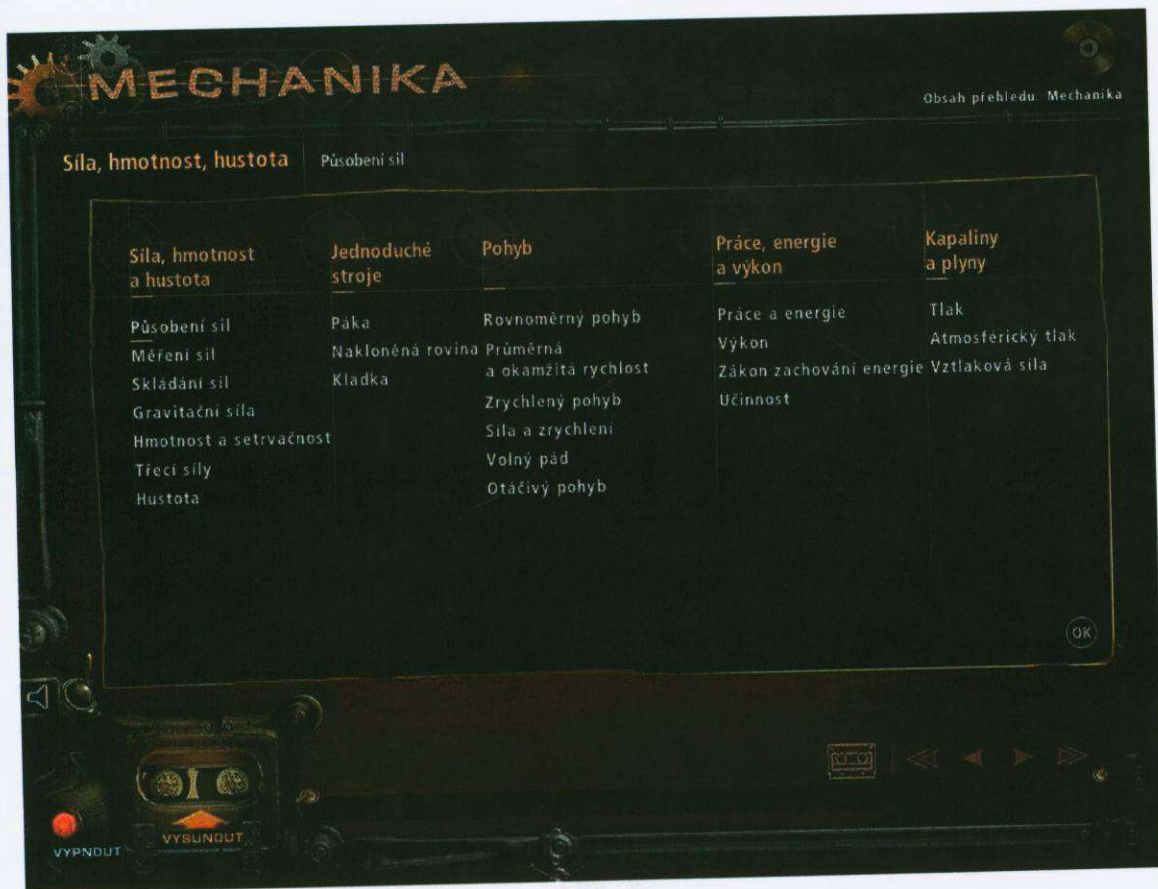 MECHANIKA
Obsah přehledu: Mechanika
Síla, hmotnost, hustota
Působení sil
Síla, hmotnost
a hustota
Působení sil
Měření sil
Skládání sil
Gravitační síla
Hmotnost a setrvačnost
Třecí síly
Hustota
Jednoduché
stroje
Páka
Nakloněná rovina
Kladka
Pohyb
Rovnoměrný pohyb
Průměrná
a okamžitá rychlost
Zrychlený pohyb
Síla a zrychlení
Volný pád
Otáčivý pohyb
Práce, energie
a výkon
Práce a energie
Výkon
Zákon zachování energie
Učinnost
Kapaliny
a plyny
Tlak
Atmosférický tlak
Vztlaková síla
OK
VYSUNOUT
VYPNOUT